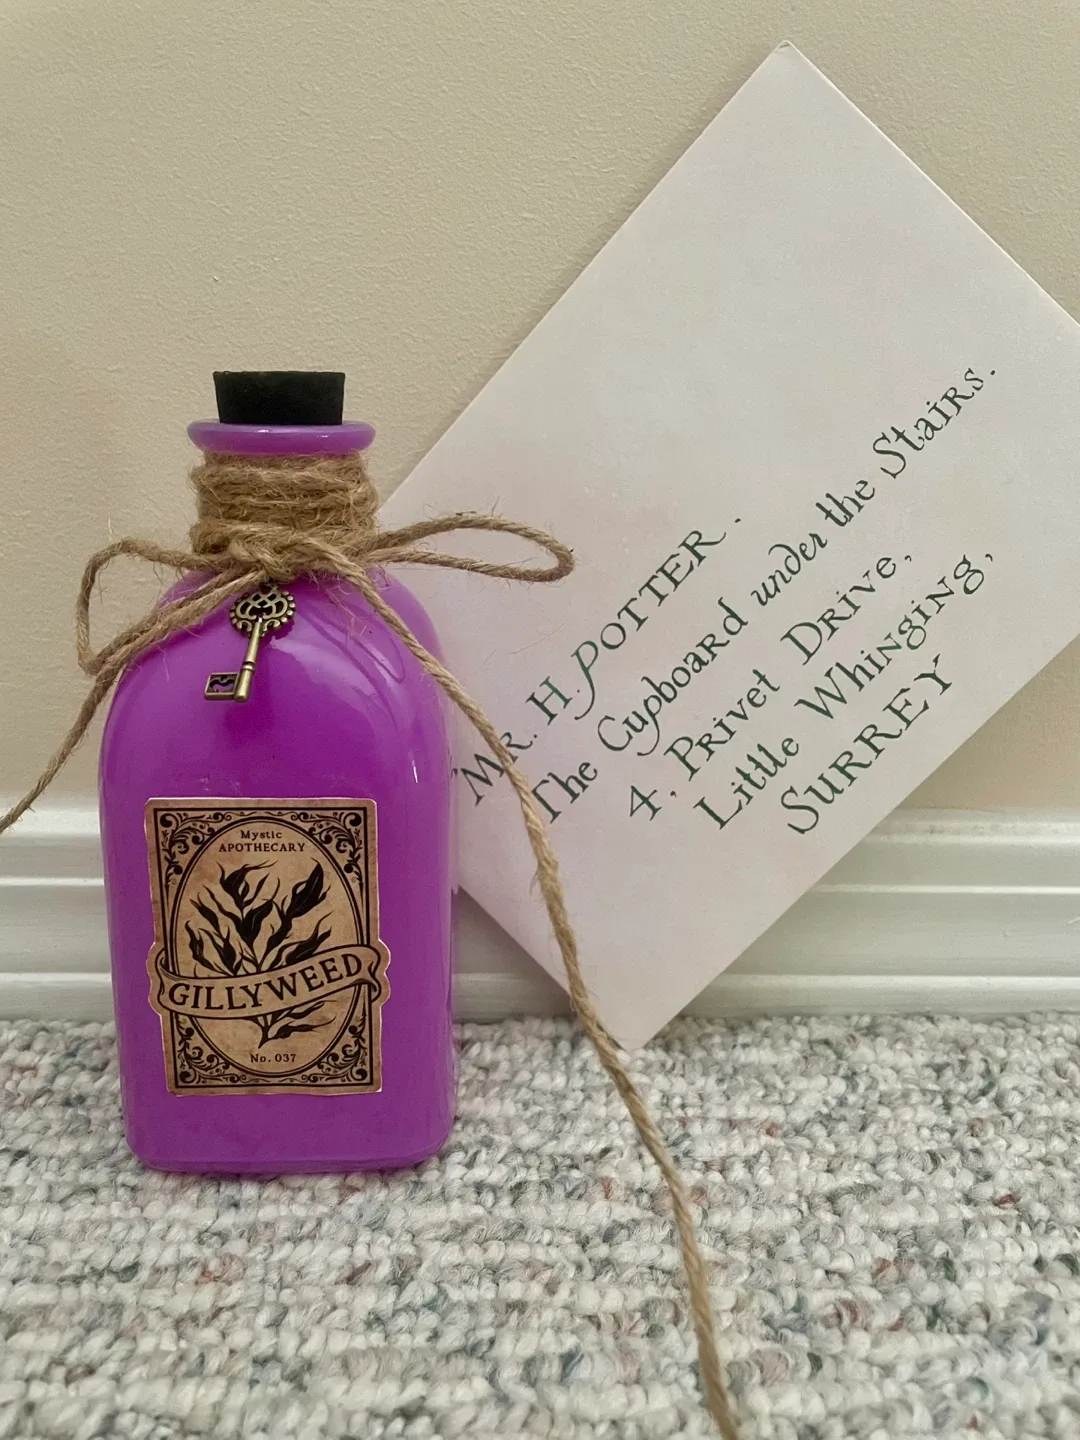 Mystic
APOTHECARY
GILLYWEED
No. 037
MR. H. POTTER.
The Cupboard under the Stairs.
4, Privet Drive,
Little Whinging,
SURREY